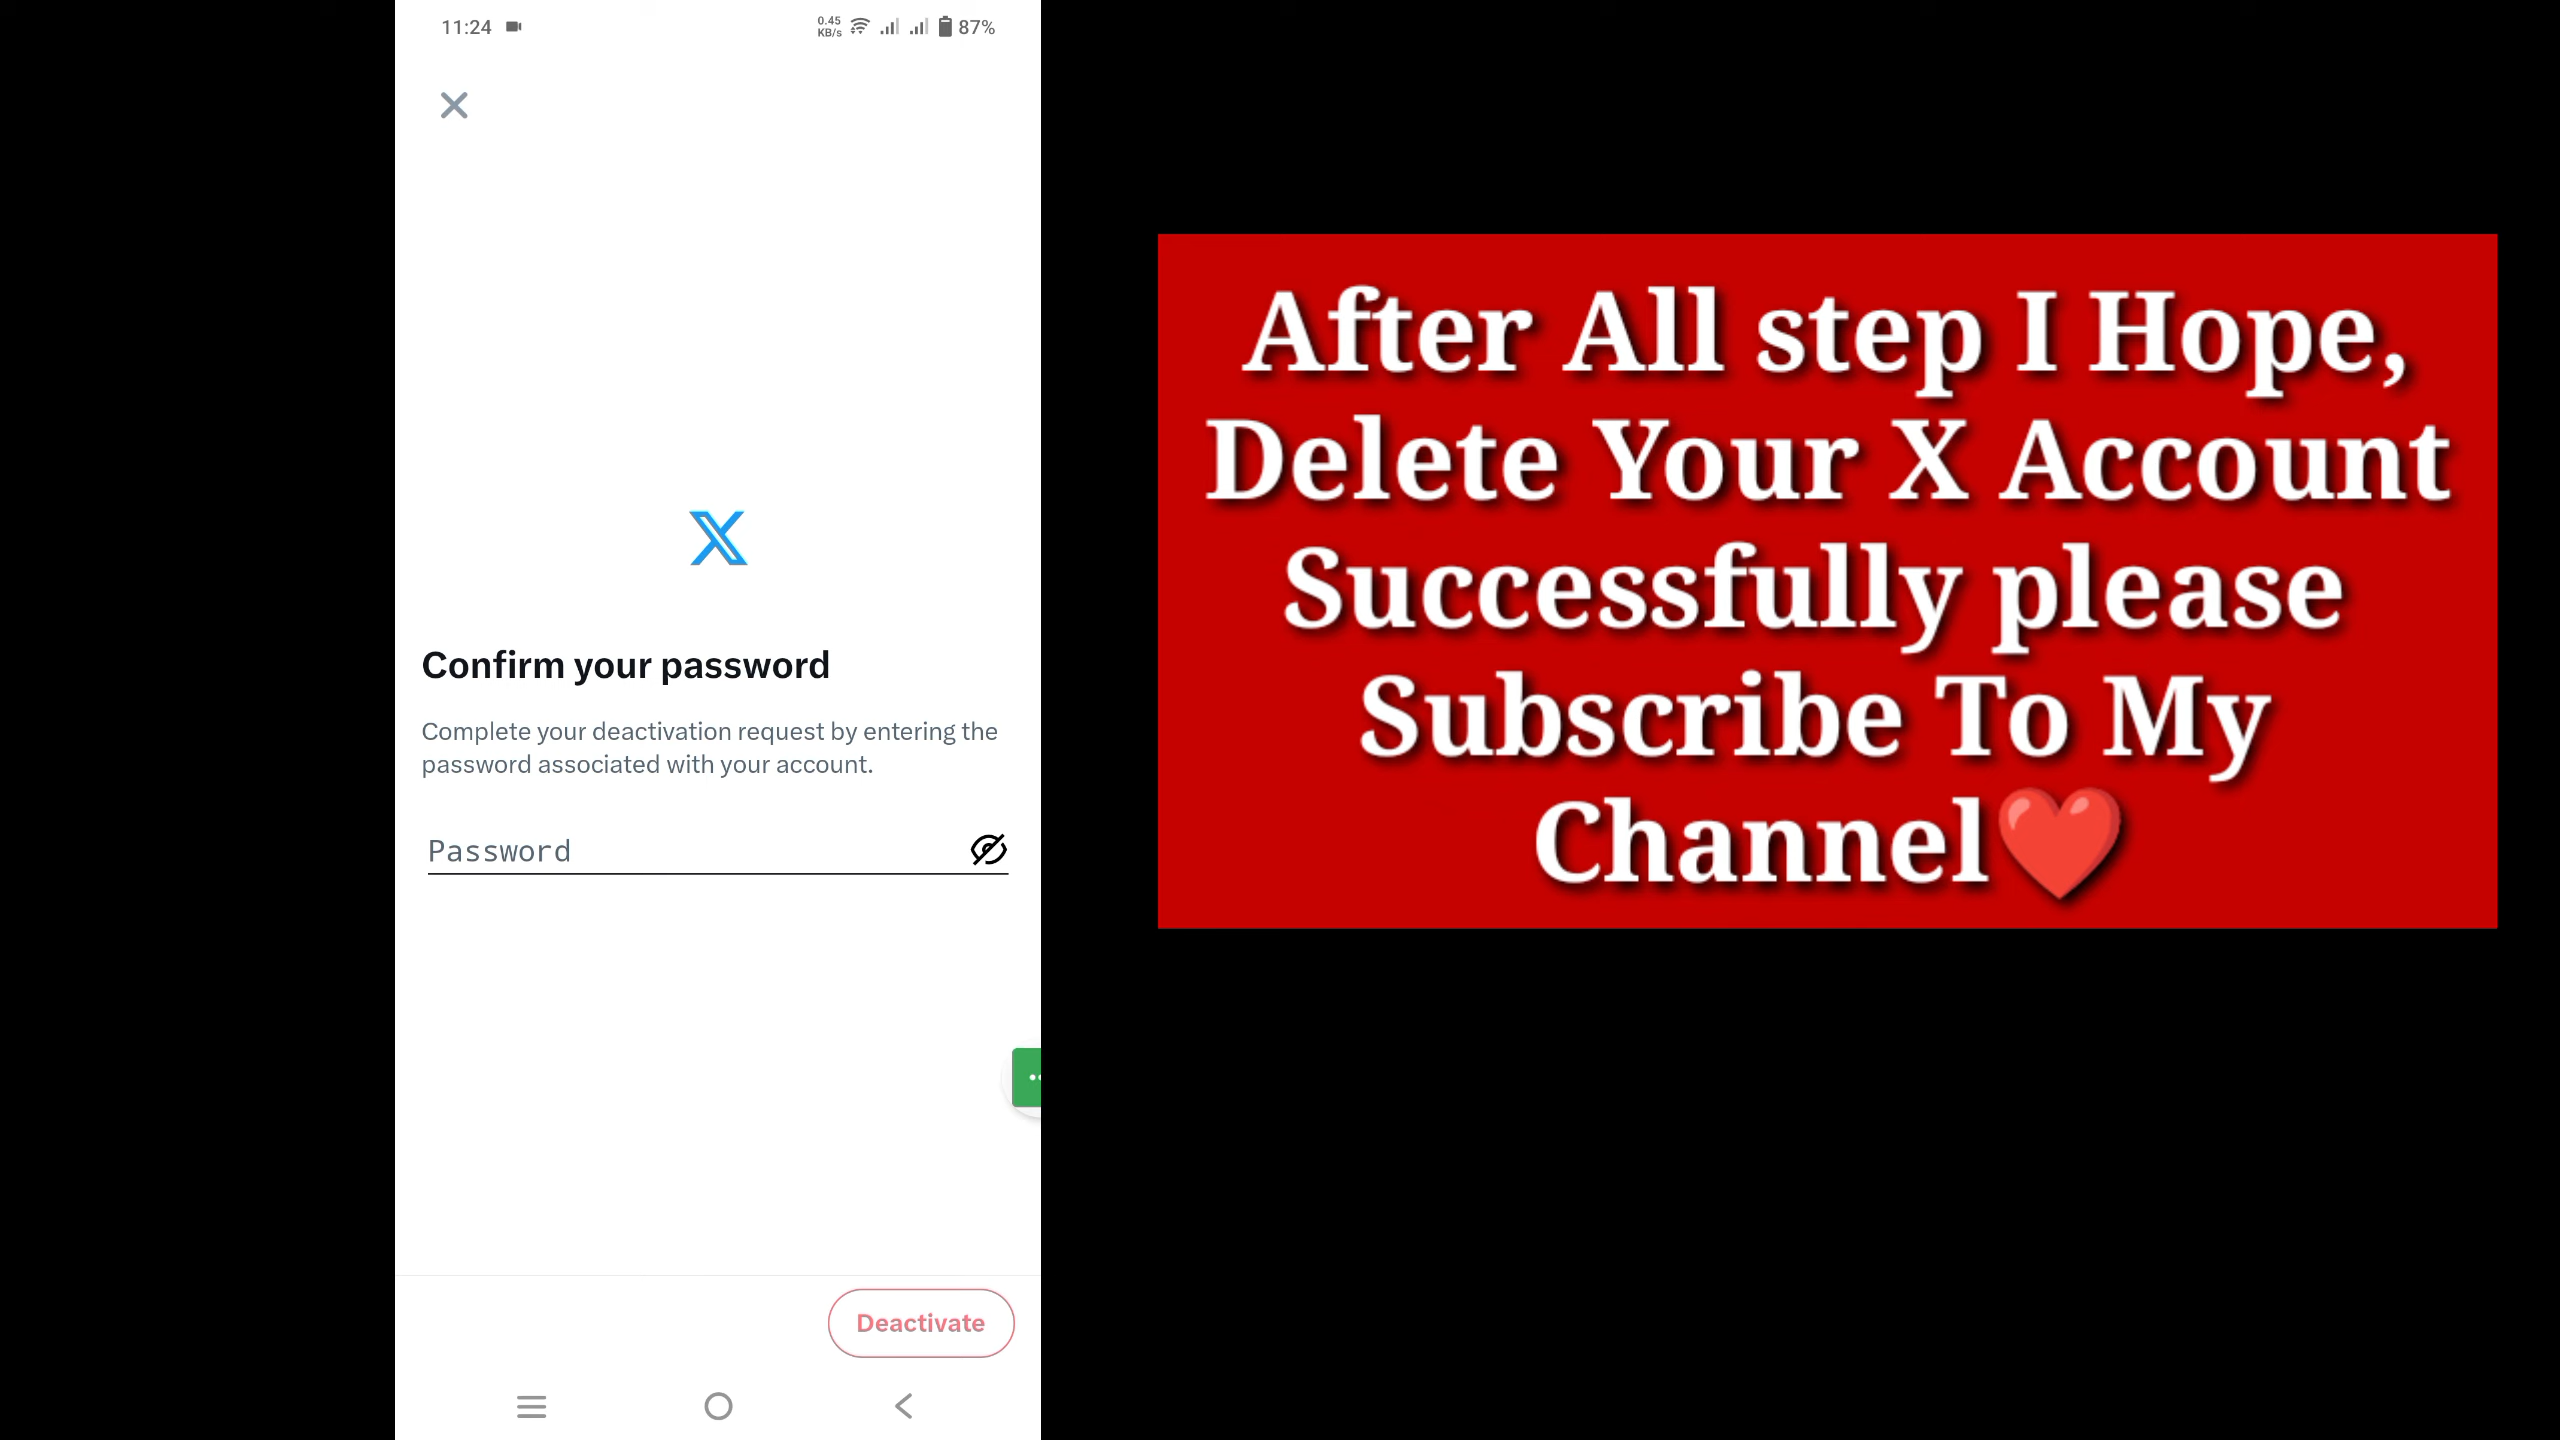 11:24
0.45
KB/s
87%
Confirm your password
Complete your deactivation request by entering the
password associated with your account.
Password
Deactivate
After All step I Hope,
Delete Your X Account
Successfully please
Subscribe To My
Channel❤️